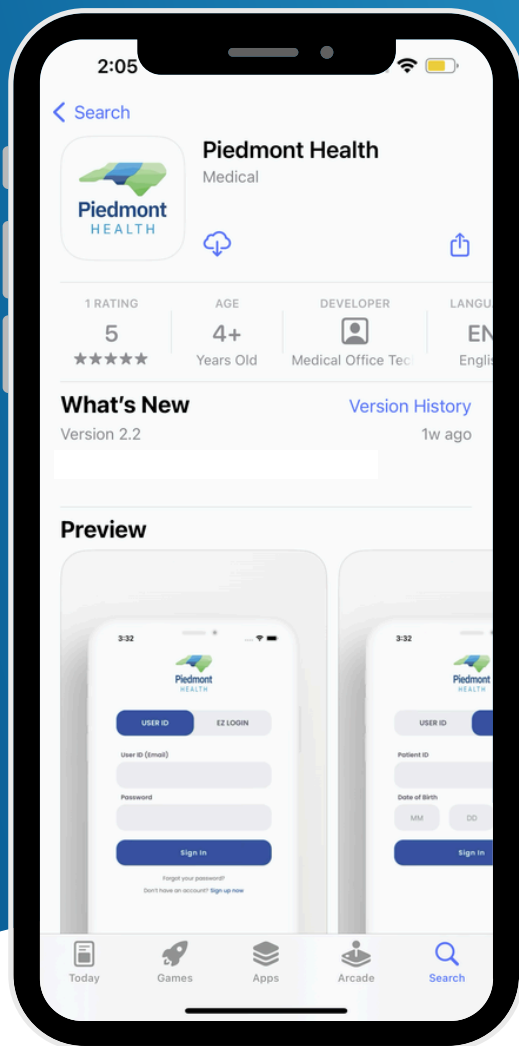 2:05
Search
Piedmont Health
Medical
Piedmont
HEALTH
1 RATING
5
★★★★★
AGE
4+
Years Old
DEVELOPER
Medical Office Tec
LANGU
EN
Englis
What's New
Version History
Version 2.2
1w ago
Preview
3:32
Piedmont
HEALTH
USER ID
EZ LOGIN
User ID (Email)
Password
Sign In
Forgot your password?
Don't have an account? Sign up now
3:32
Piedmont
HEALTH
USER ID
Patient ID
Date of Birth
MM
DD
Sign In
Today
Games
Apps
Arcade
Search